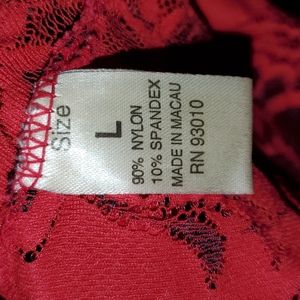 Size
L
90% NYLON
10% SPANDEX
MADE IN MACAU
RN 93010